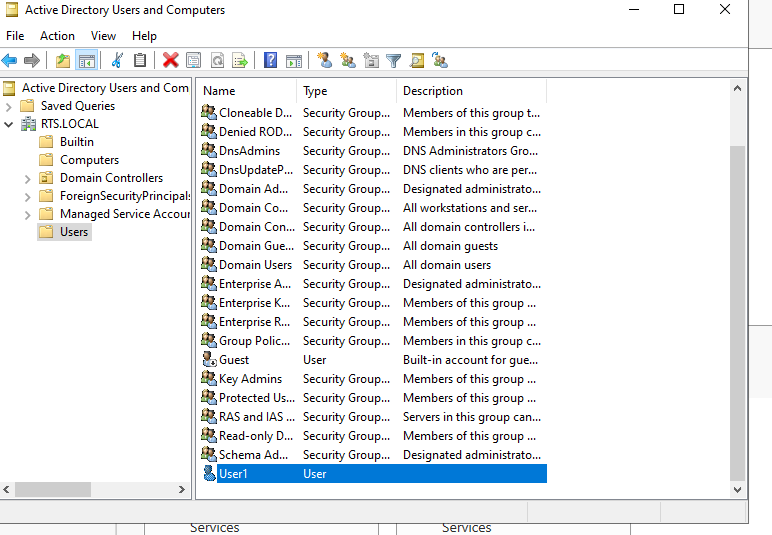 Active Directory Users and Computers
File Action View Help
Active Directory Users and Com
Saved Queries
RTS.LOCAL
Builtin
Computers
Domain Controllers
ForeignSecurityPrincipals
Managed Service Accour
Users
Name Type Description
Cloneable D... Security Group... Members of this group t...
Denied ROD... Security Group... Members in this group c...
DnsAdmins Security Group... DNS Administrators Gro...
DnsUpdateP... Security Group... DNS clients who are per...
Domain Ad... Security Group... Designated administrato...
Domain Co... Security Group... All workstations and ser...
Domain Con... Security Group... All domain controllers i...
Domain Gue... Security Group... All domain guests
Domain Users Security Group... All domain users
Enterprise A... Security Group... Designated administrato...
Enterprise K... Security Group... Members of this group ...
Enterprise R... Security Group... Members of this group ...
Group Polic... Security Group... Members in this group c...
Guest User Built-in account for gue...
Key Admins Security Group... Members of this group ...
Protected Us... Security Group... Members of this group ...
RAS and IAS ... Security Group... Servers in this group can...
Read-only D... Security Group... Members of this group ...
Schema Ad... Security Group... Designated administrato...
User1 User
Services Services